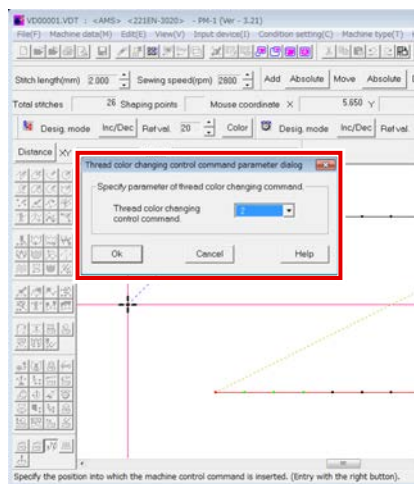 VD00001.VDT : <AMS> <221EN-3020> - PM-1 (Ver - 3.21)
File(F) Machine data(M) Edit(E) View(V) Input device(I) Condition setting(C) Machine type(T)
Stitch length(mm) 2.000 Sewing speed(rpm) 2800 Add Absolute Move Absolute
Total stitches 26 Shaping points Mouse coordinate X 5.650 Y
Desig. mode Inc/Dec Ref val. 20 Color Desig. mode Inc/Dec Ref val.
Distance XY
Thread color changing control command parameter dialog
Specify parameter of thread color changing command.
Thread color changing
control command.
2
Ok Cancel Help
Specify the position into which the machine control command is inserted. (Entry with the right button).